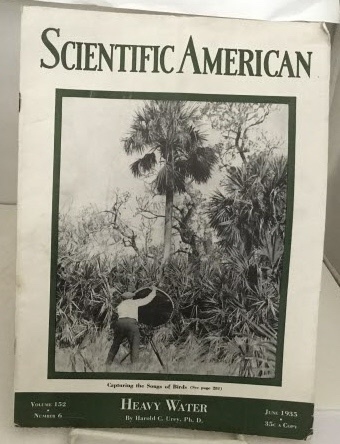 SCIENTIFIC AMERICAN
Capturing the Songs of Birds (See page 291)
HEAVY WATER
By Harold C. Urey, Ph. D.
VOLUME 152
NUMBER 6
JUNE 1935
35c A COPY